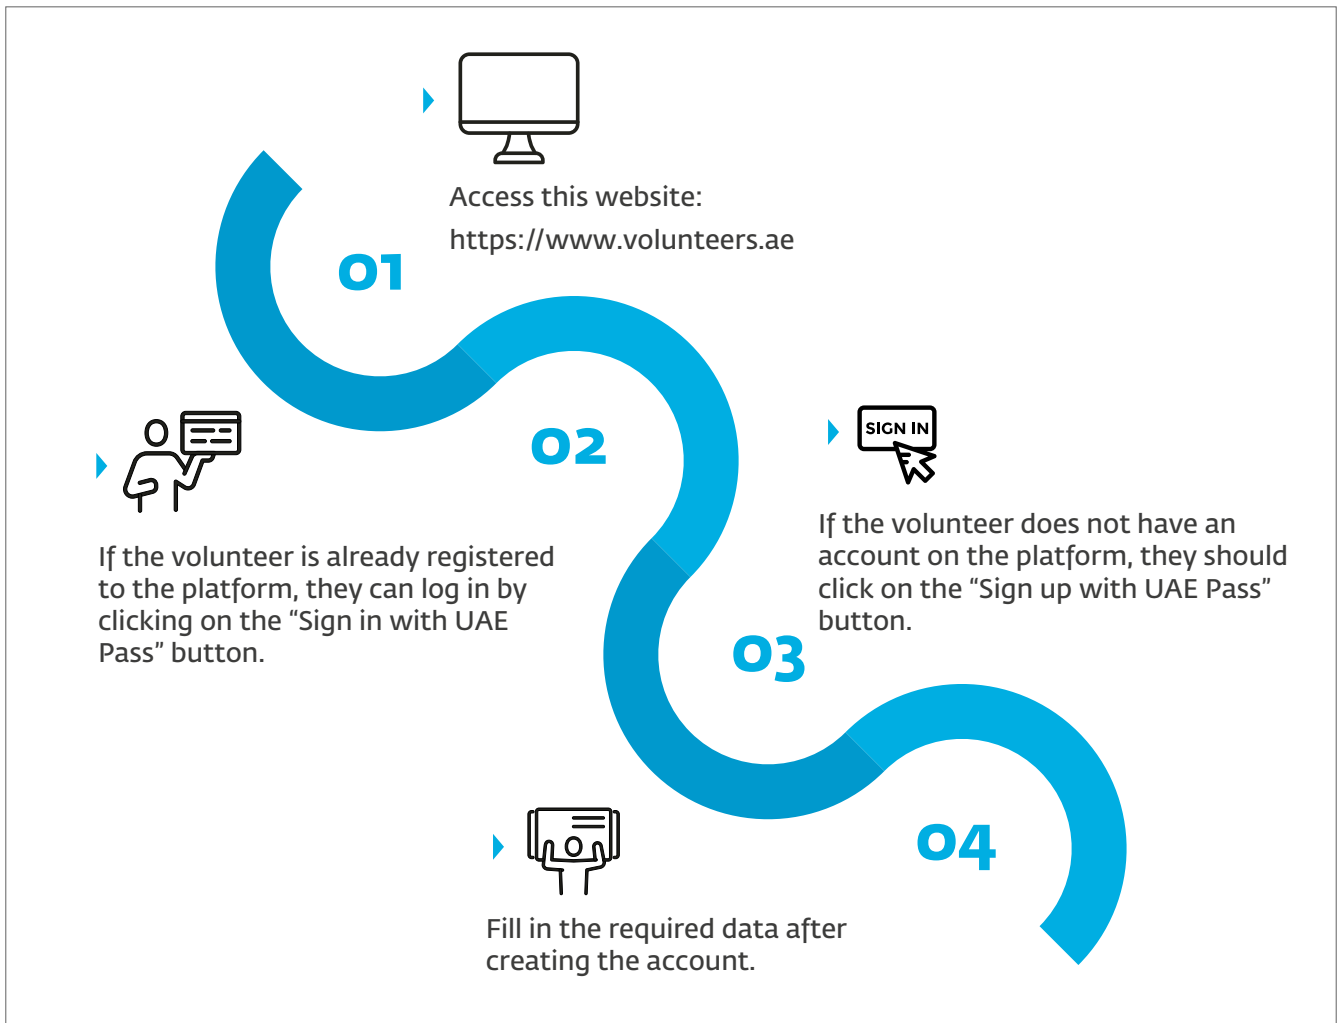 Access this website:
https://www.volunteers.ae
01
02
If the volunteer is already registered
to the platform, they can log in by
clicking on the “Sign in with UAE
Pass” button.
SIGN IN
If the volunteer does not have an
account on the platform, they should
click on the “Sign up with UAE Pass”
button.
03
04
Fill in the required data after
creating the account.